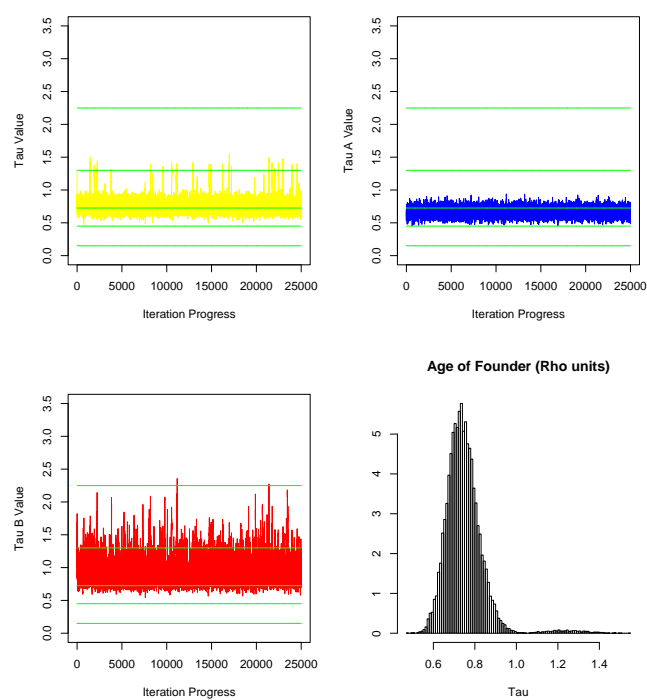 Tau Value
0.0 0.5 1.0 1.5 2.0 2.5 3.0 3.5
0 5000 10000 15000 20000 25000
Iteration Progress
Tau A Value
0.0 0.5 1.0 1.5 2.0 2.5 3.0 3.5
0 5000 10000 15000 20000 25000
Iteration Progress
Tau B Value
0.0 0.5 1.0 1.5 2.0 2.5 3.0 3.5
0 5000 10000 15000 20000 25000
Iteration Progress
Age of Founder (Rho units)
0 1 2 3 4 5
0.6 0.8 1.0 1.2 1.4
Tau